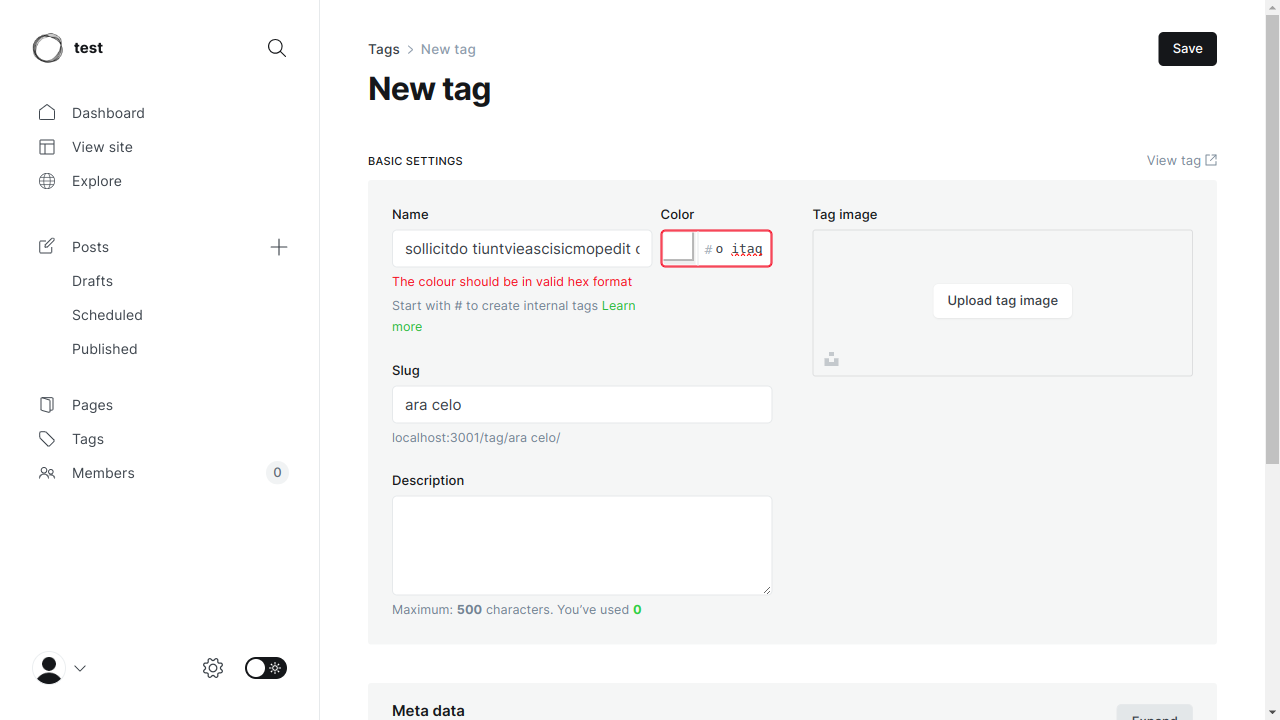 test
Dashboard
View site
Explore
Posts
Drafts
Scheduled
Published
Pages
Tags
Members 0
Tags > New tag
Save
New tag
BASIC SETTINGS
View tag
Name
sollicitdo tiuntvieascisicmopedit
Color
# o itaq
The colour should be in valid hex format
Start with # to create internal tags Learn
more
Slug
ara celo
localhost:3001/tag/ara celo/
Description
Maximum: 500 characters. You've used 0
Tag image
Upload tag image
Meta data
Expand